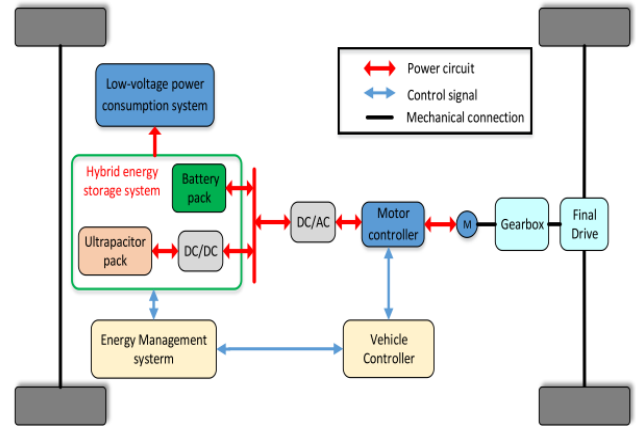 Low-voltage power
consumption system
Power circuit
Control signal
Mechanical connection
Hybrid energy
storage system
Battery
pack
Ultrapacitor
pack
DC/DC
DC/AC
Motor
controller
M
Gearbox
Final
Drive
Energy Management
systerm
Vehicle
Controller